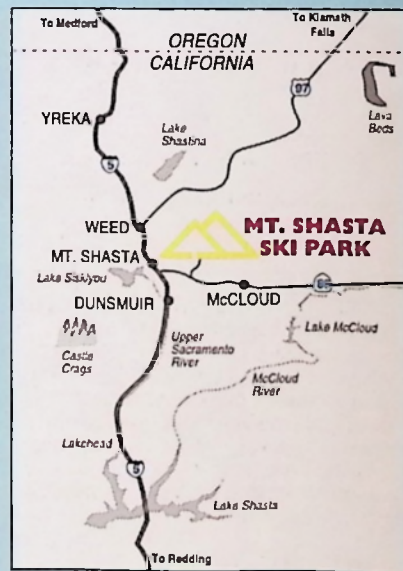 To Medford
To Klamath
Falls
OREGON
CALIFORNIA
97
Lava
Beds
YREKA
Lake
Shastina
5
WEED
MT. SHASTA
SKI PARK
MT. SHASTA
Lake Siskiyou
McCLOUD
89
DUNSMUIR
Lake McCloud
Castle
Crags
Upper
Sacramento
River
McCloud
River
Lakehead
5
Lake Shasta
To Redding